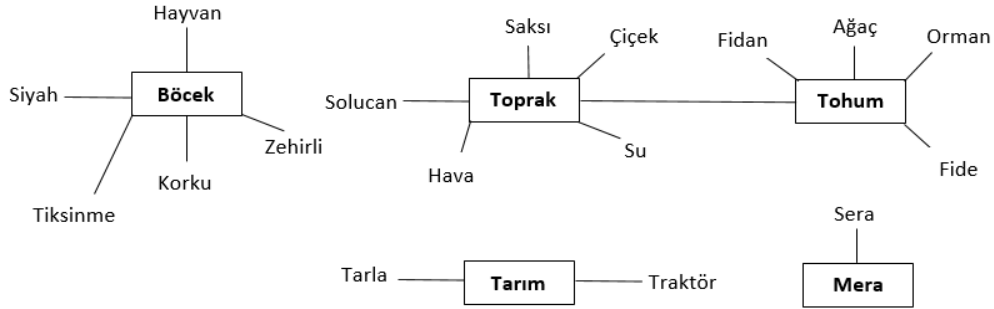 Hayvan
Siyah
Böcek
Zehirli
Korku
Tiksinme
Saksı
Çiçek
Solucan
Toprak
Su
Hava
Fidan
Ağaç
Orman
Tohum
Fide
Tarla
Tarım
Traktör
Sera
Mera